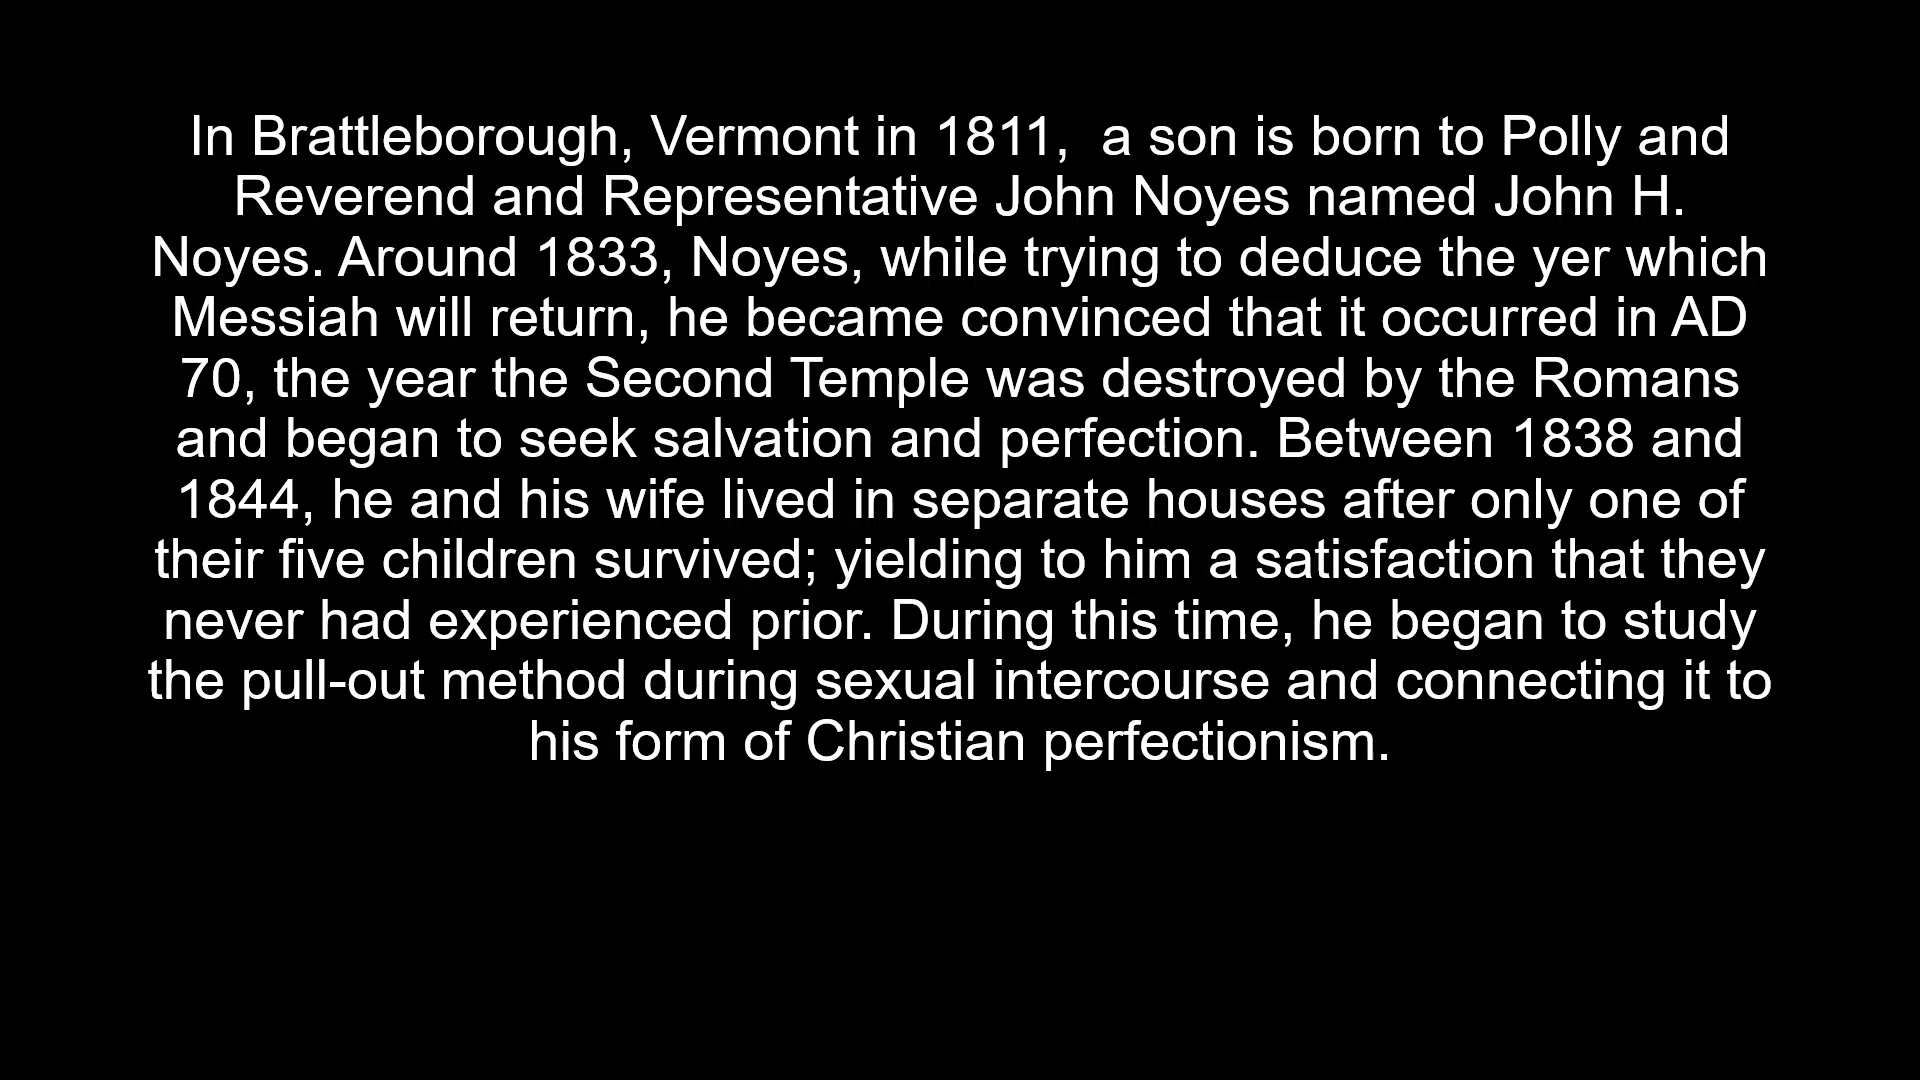 In Brattleborough, Vermont in 1811,  a son is born to Polly and
Reverend and Representative John Noyes named John H.
Noyes. Around 1833, Noyes, while trying to deduce the yer which
Messiah will return, he became convinced that it occurred in AD
70, the year the Second Temple was destroyed by the Romans
and began to seek salvation and perfection. Between 1838 and
1844, he and his wife lived in separate houses after only one of
their five children survived; yielding to him a satisfaction that they
never had experienced prior. During this time, he began to study
the pull-out method during sexual intercourse and connecting it to
his form of Christian perfectionism.